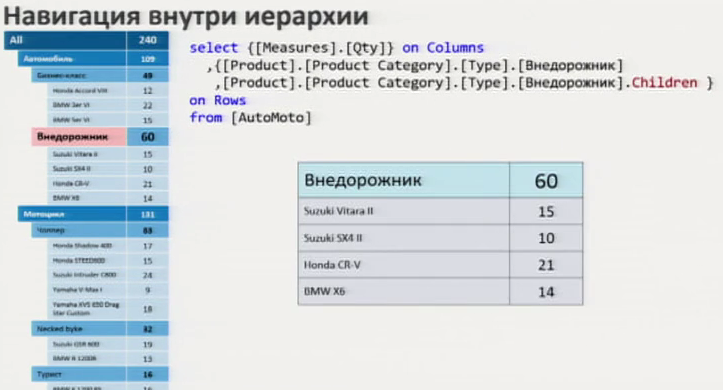 Навигация внутри иерархии
All 240
Автомобиль 109
Бизнес-класс 49
Honda Accord VIII 12
BMW 3er VI 22
BMW 5er VI 15
Внедорожник 60
Suzuki Vitara II 15
Suzuki SX4 II 10
Honda CR-V 21
BMW X6 14
Мотоцикл 131
Чоппер 83
Honda Shadow 400 17
Honda STEED600 15
Suzuki Intruder C800 24
Yamaha V-Max I 9
Yamaha XVS 650 Drag
Star Custom 18
Necked byke 32
Suzuki GSR 600 19
BMW R 1200R 13
Турист 16
select {[Measures].[Qty]} on Columns
,{[Product].[Product Category].[Type].[Внедорожник]
,[Product].[Product Category].[Type].[Внедорожник].Children }
on Rows
from [AutoMoto]
Внедорожник 60
Suzuki Vitara II 15
Suzuki SX4 II 10
Honda CR-V 21
BMW X6 14